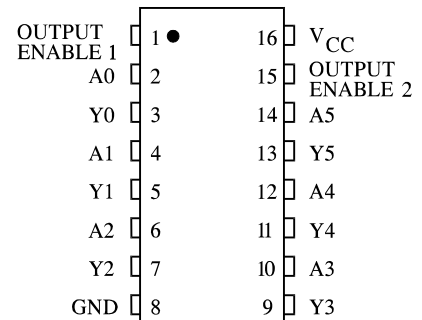 OUTPUT
ENABLE 1
1
16
VCC
A0
2
15
OUTPUT
ENABLE 2
Y0
3
14
A5
A1
4
13
Y5
Y1
5
12
A4
A2
6
11
Y4
Y2
7
10
A3
GND
8
9
Y3